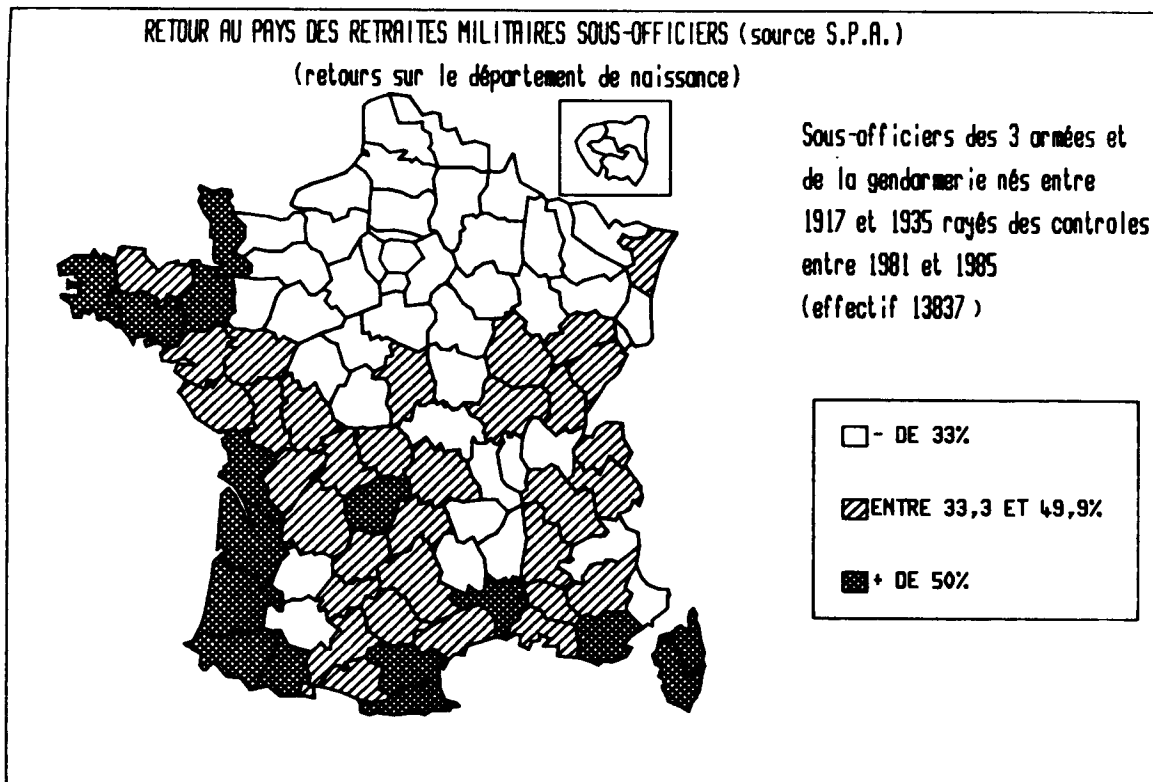 RETOUR AU PAYS DES RETRAITES MILITAIRES SOUS-OFFICIERS (source S.P.A.)
(retours sur le département de naissance)
Sous-officiers des 3 armées et
de la gendarmerie nés entre
1917 et 1935 rayés des controles
entre 1981 et 1985
(effectif 13837 )
- DE 33%
ENTRE 33,3 ET 49,9%
+ DE 50%